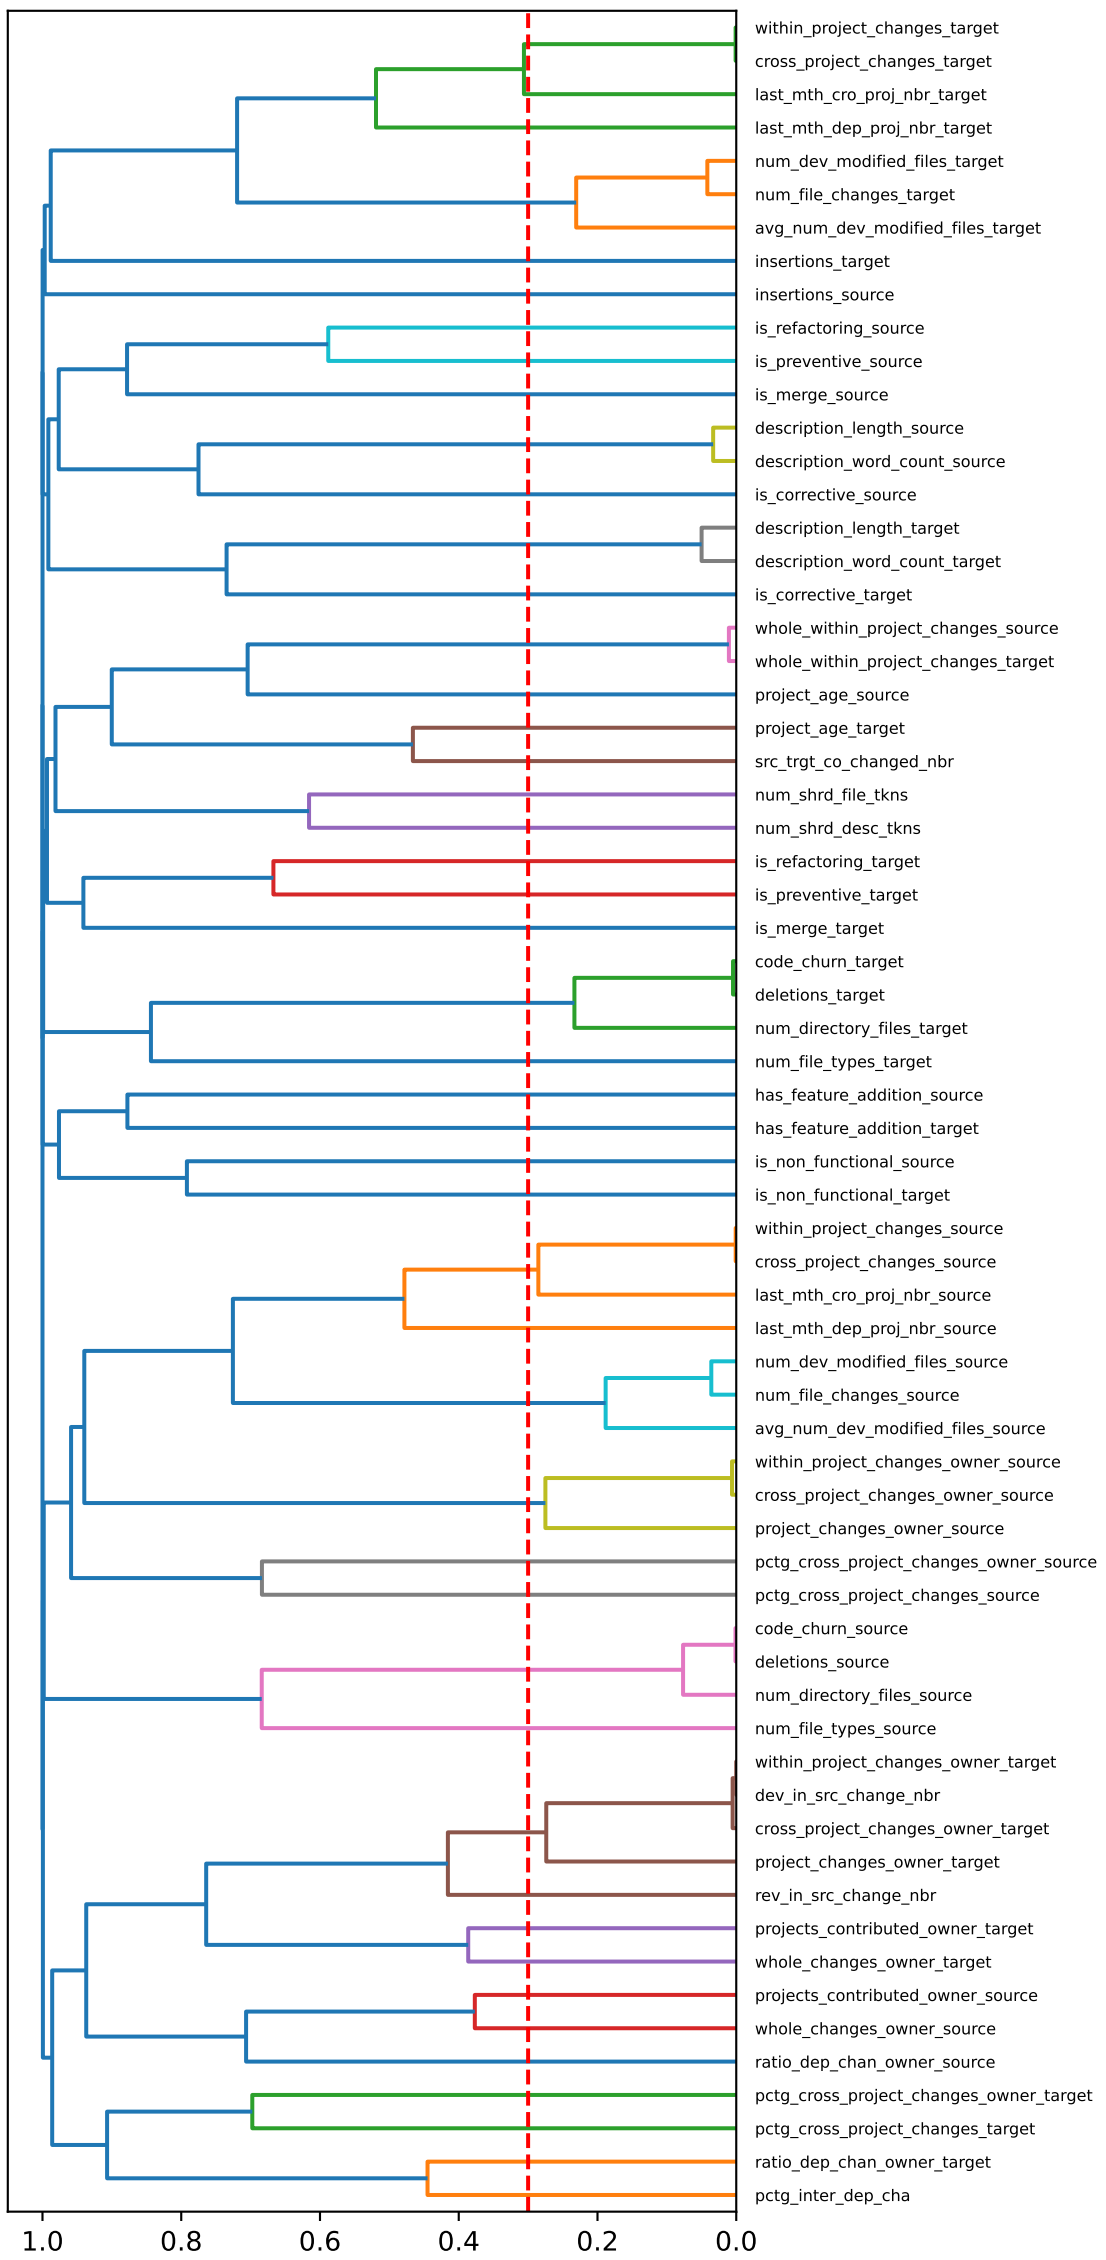 within_project_changes_target
cross_project_changes_target
last_mth_cro_proj_nbr_target
last_mth_dep_proj_nbr_target
num_dev_modified_files_target
num_file_changes_target
avg_num_dev_modified_files_target
insertions_target
insertions_source
is_refactoring_source
is_preventive_source
is_merge_source
description_length_source
description_word_count_source
is_corrective_source
description_length_target
description_word_count_target
is_corrective_target
whole_within_project_changes_source
whole_within_project_changes_target
project_age_source
project_age_target
src_trgt_co_changed_nbr
num_shrd_file_tkns
num_shrd_desc_tkns
is_refactoring_target
is_preventive_target
is_merge_target
code_churn_target
deletions_target
num_directory_files_target
num_file_types_target
has_feature_addition_source
has_feature_addition_target
is_non_functional_source
is_non_functional_target
within_project_changes_source
cross_project_changes_source
last_mth_cro_proj_nbr_source
last_mth_dep_proj_nbr_source
num_dev_modified_files_source
num_file_changes_source
avg_num_dev_modified_files_source
within_project_changes_owner_source
cross_project_changes_owner_source
project_changes_owner_source
pctg_cross_project_changes_owner_source
pctg_cross_project_changes_source
code_churn_source
deletions_source
num_directory_files_source
num_file_types_source
within_project_changes_owner_target
dev_in_src_change_nbr
cross_project_changes_owner_target
project_changes_owner_target
rev_in_src_change_nbr
projects_contributed_owner_target
whole_changes_owner_target
projects_contributed_owner_source
whole_changes_owner_source
ratio_dep_chan_owner_source
pctg_cross_project_changes_owner_target
pctg_cross_project_changes_target
ratio_dep_chan_owner_target
pctg_inter_dep_cha
1.0 0.8 0.6 0.4 0.2 0.0